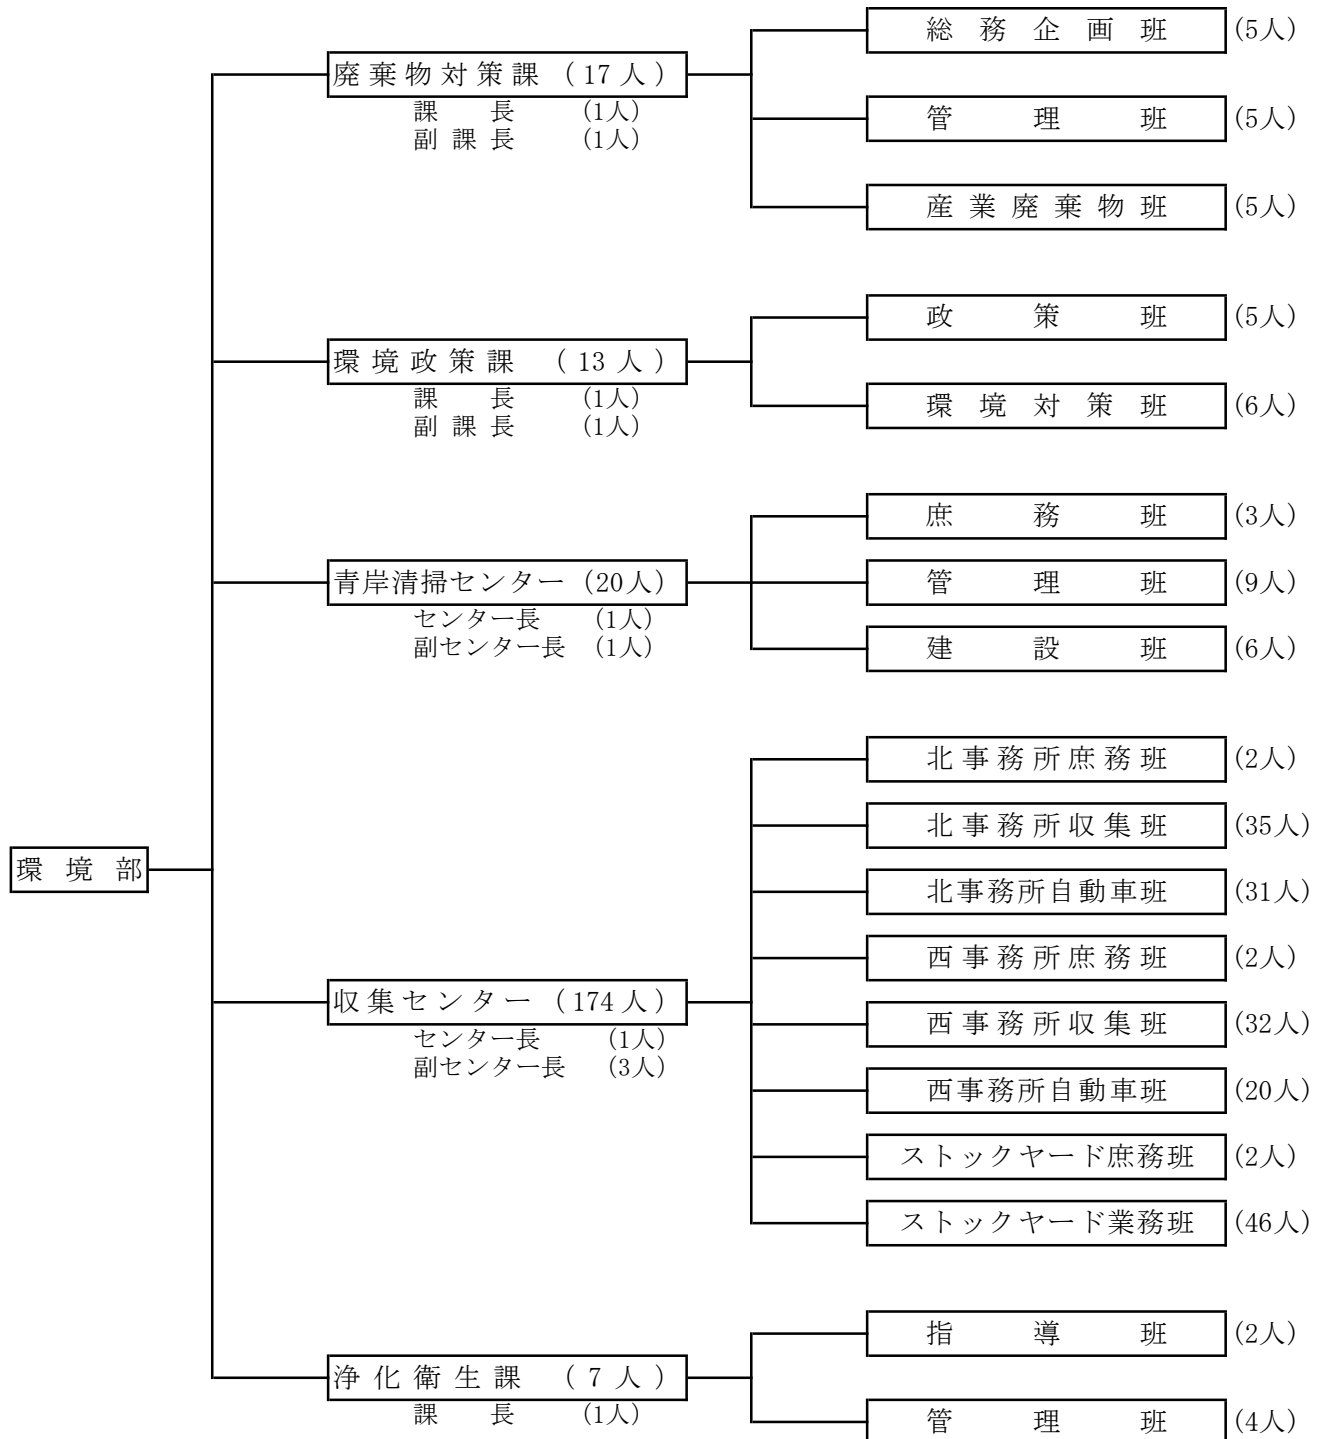 環境部
廃棄物対策課 (17人)
課長 (1人)
副課長 (1人)
総務企画班 (5人)
管理班 (5人)
産業廃棄物班 (5人)
環境政策課 (13人)
課長 (1人)
副課長 (1人)
政策班 (5人)
環境対策班 (6人)
青岸清掃センター (20人)
センター長 (1人)
副センター長 (1人)
庶務班 (3人)
管理班 (9人)
建設班 (6人)
収集センター (174人)
センター長 (1人)
副センター長 (3人)
北事務所庶務班 (2人)
北事務所収集班 (35人)
北事務所自動車班 (31人)
西事務所庶務班 (2人)
西事務所収集班 (32人)
西事務所自動車班 (20人)
ストックヤード庶務班 (2人)
ストックヤード業務班 (46人)
浄化衛生課 (7人)
課長 (1人)
指導班 (2人)
管理班 (4人)